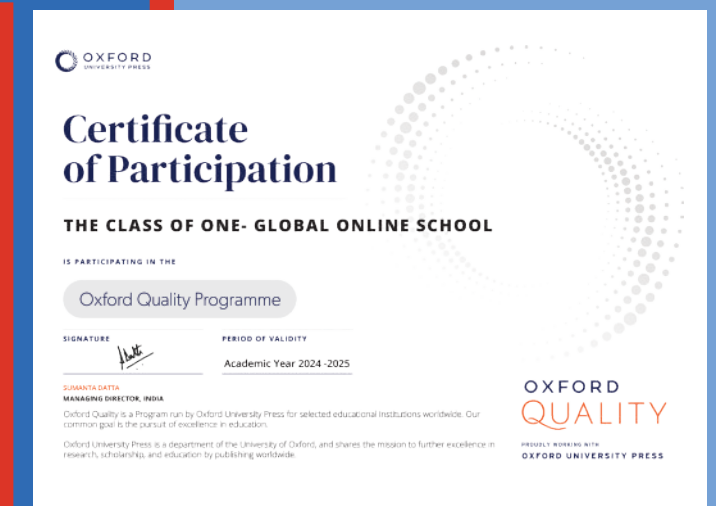 OXFORD
UNIVERSITY PRESS
Certificate
of Participation
THE CLASS OF ONE- GLOBAL ONLINE SCHOOL
IS PARTICIPATING IN THE
Oxford Quality Programme
SIGNATURE
PERIOD OF VALIDITY
Academic Year 2024 -2025
SUMANTA DATTA
MANAGING DIRECTOR, INDIA
Oxford Quality is a Program run by Oxford University Press for selected educational institutions worldwide. Our
common goal is the pursuit of excellence in education.
Oxford University Press is a department of the University of Oxford, and shares the mission to further excellence in
research, scholarship, and education by publishing worldwide.
OXFORD
QUALITY
PROUDLY WORKING WITH
OXFORD UNIVERSITY PRESS